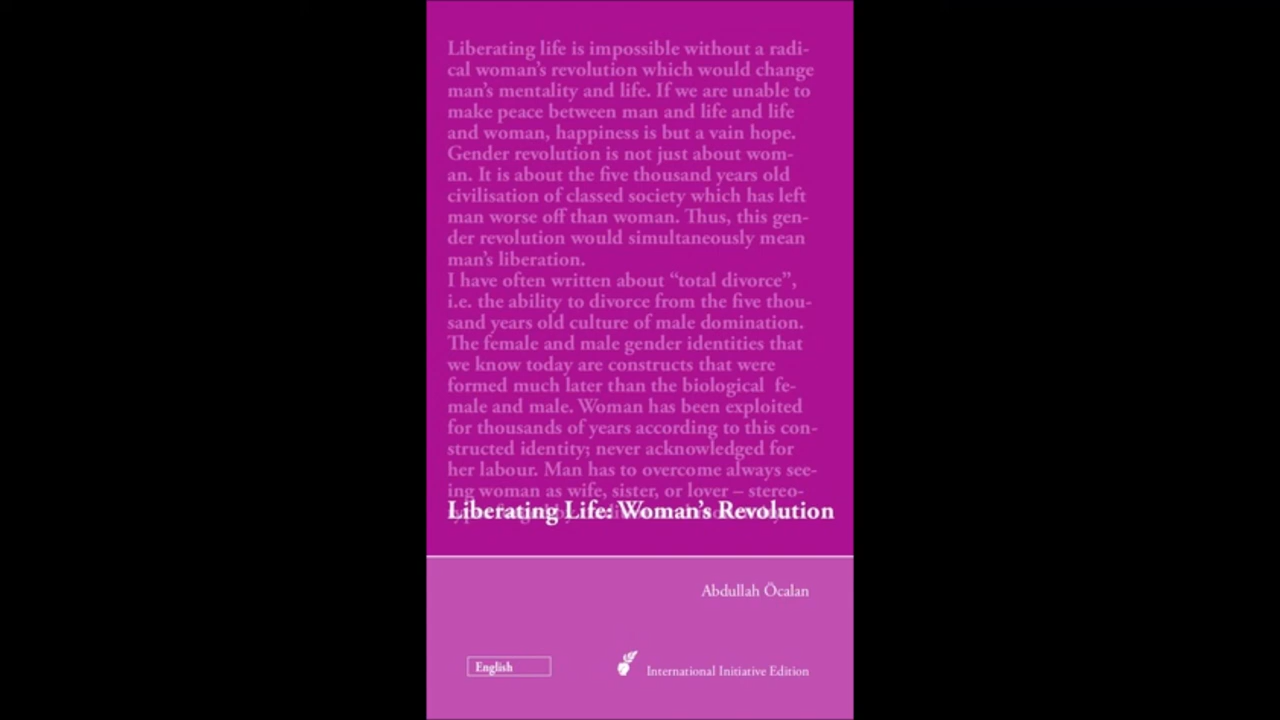 Liberating life is impossible without a radi-
cal woman's revolution which would change
man's mentality and life. If we are unable to
make peace between man and life and life
and woman, happiness is but a vain hope.
Gender revolution is not just about wom-
an. It is about the five thousand years old
civilisation of classed society which has left
man worse off than woman. Thus, this gen-
der revolution would simultaneously mean
man's liberation.
I have often written about “total divorce”,
i.e. the ability to divorce from the five thou-
sand years old culture of male domination.
The female and male gender identities that
we know today are constructs that were
formed much later than the biological  fe-
male and male. Woman has been exploited
for thousands of years according to this con-
structed identity; never acknowledged for
her labour. Man has to overcome always see-
ing woman as wife, sister, or lover – stereo-
Liberating Life: Woman's Revolution
Abdullah Öcalan
English
International Initiative Edition